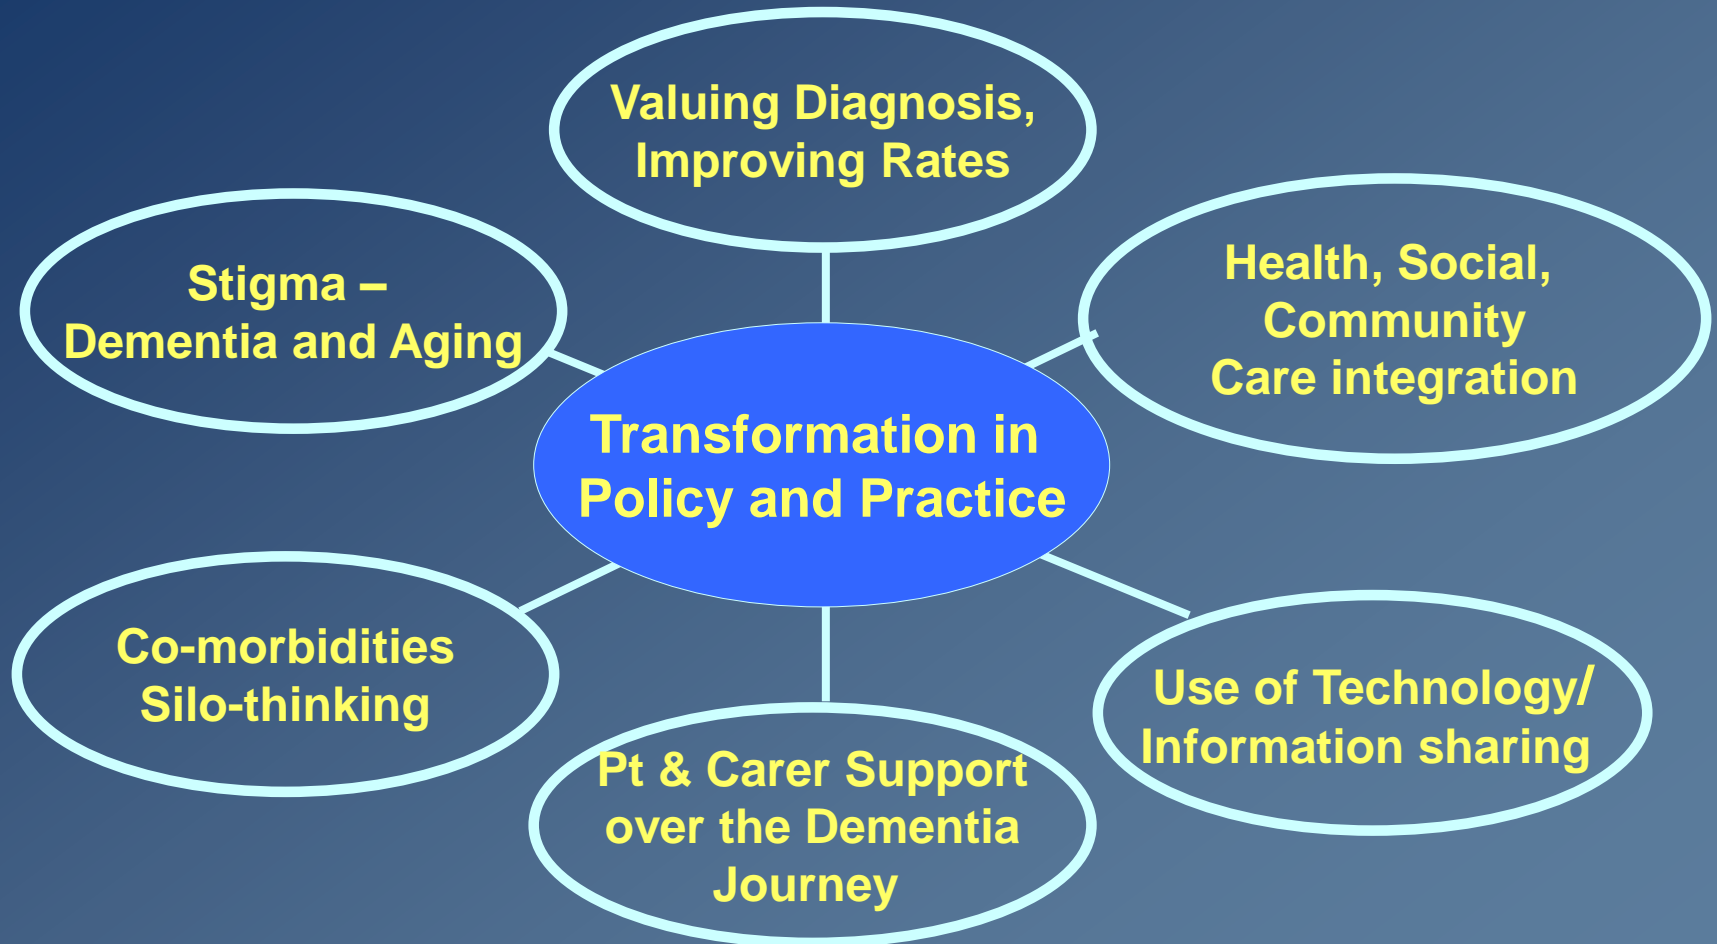 Valuing Diagnosis,
Improving Rates
Stigma –
Dementia and Aging
Health, Social,
Community
Care integration
Transformation in
Policy and Practice
Co-morbidities
Silo-thinking
Use of Technology/
Information sharing
Pt & Carer Support
over the Dementia
Journey